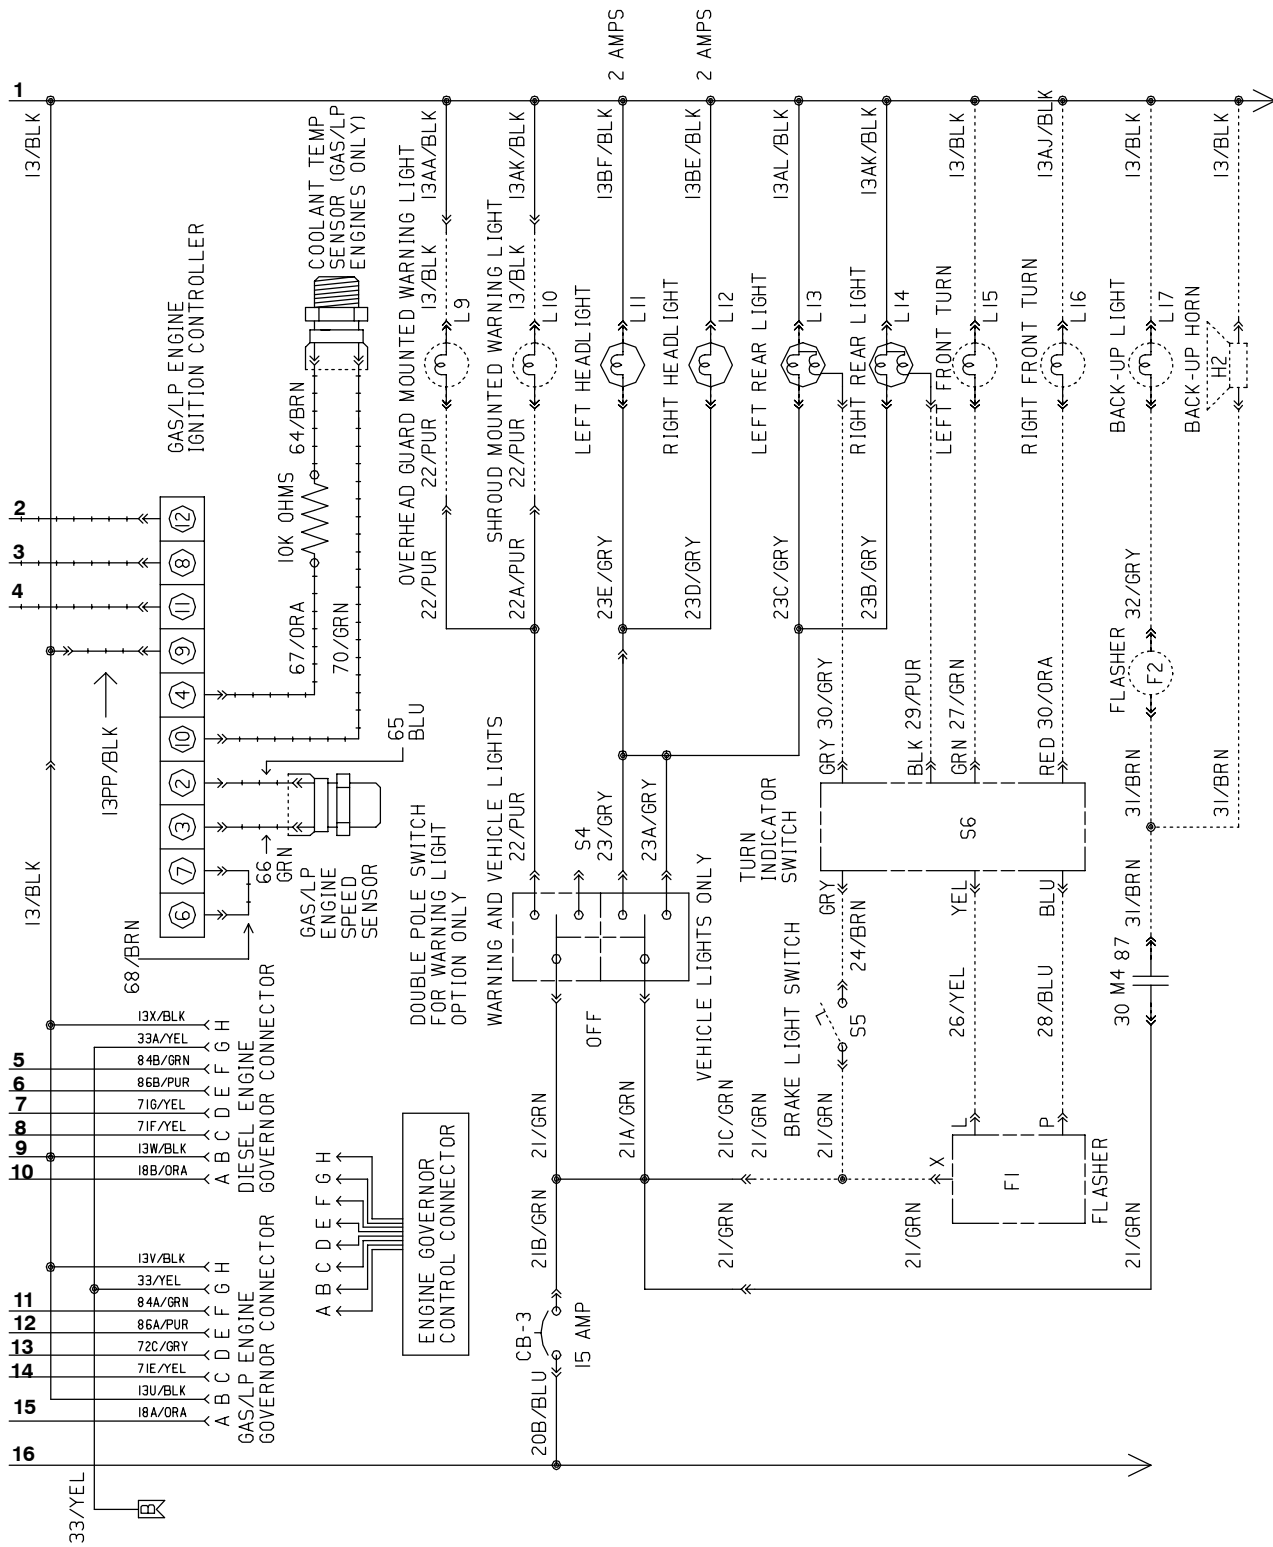 1
2 AMPS
2 AMPS
13/BLK
COOLANT TEMP
SENSOR (GAS/LP
ENGINES ONLY)
13AA/BLK
13AK/BLK
13BF/BLK
13BE/BLK
13AL/BLK
13AK/BLK
13/BLK
13AJ/BLK
13/BLK
13/BLK
GAS/LP ENGINE
IGNITION CONTROLLER
OVERHEAD GUARD MOUNTED WARNING LIGHT
13/BLK
L9
22/PUR
22/PUR
SHROUD MOUNTED WARNING LIGHT
13/BLK
L10
22/PUR
22A/PUR
LEFT HEADLIGHT
L11
23E/GRY
RIGHT HEADLIGHT
L12
23D/GRY
LEFT REAR LIGHT
L13
23C/GRY
RIGHT REAR LIGHT
L14
23B/GRY
LEFT FRONT TURN
L15
RIGHT FRONT TURN
L16
BACK-UP LIGHT
L17
BACK-UP HORN
H2
2
3
4
12
8
11
9
4
10
2
3
7
6
64/BRN
10K OHMS
67/ORA
70/GRN
13PP/BLK
65
BLU
66
GRN
GAS/LP
ENGINE
SPEED
SENSOR
68/BRN
13/BLK
32/GRY
FLASHER
F2
31/BRN
31/BRN
31/BRN
30 M4 87
DOUBLE POLE SWITCH
FOR WARNING LIGHT
OPTION ONLY
WARNING AND VEHICLE LIGHTS
22/PUR
S4
23/GRY
23A/GRY
OFF
VEHICLE LIGHTS ONLY
TURN
INDICATOR
SWITCH
GRY 30/GRY
BLK 29/PUR
GRN 27/GRN
RED 30/ORA
S6
GRY
YEL
BLU
24/BRN
BRAKE LIGHT SWITCH
S5
26/YEL
28/BLU
21/GRN
21A/GRN
21C/GRN
21/GRN
21/GRN
L
P
X
F1
FLASHER
21B/GRN
21/GRN
21/GRN
21/GRN
CB-3
15 AMP
20B/BLU
5
6
7
8
9
10
13X/BLK
33A/YEL
84B/GRN
86B/PUR
71G/YEL
71F/YEL
13W/BLK
18B/ORA
A B C D E F G H
DIESEL ENGINE
GOVERNOR CONNECTOR
11
12
13
14
15
13V/BLK
33/YEL
84A/GRN
86A/PUR
72C/GRY
71E/YEL
13U/BLK
18A/ORA
A B C D E F G H
GAS/LP ENGINE
GOVERNOR CONNECTOR
A B C D E F G H
ENGINE GOVERNOR
CONTROL CONNECTOR
16
33/YEL
B